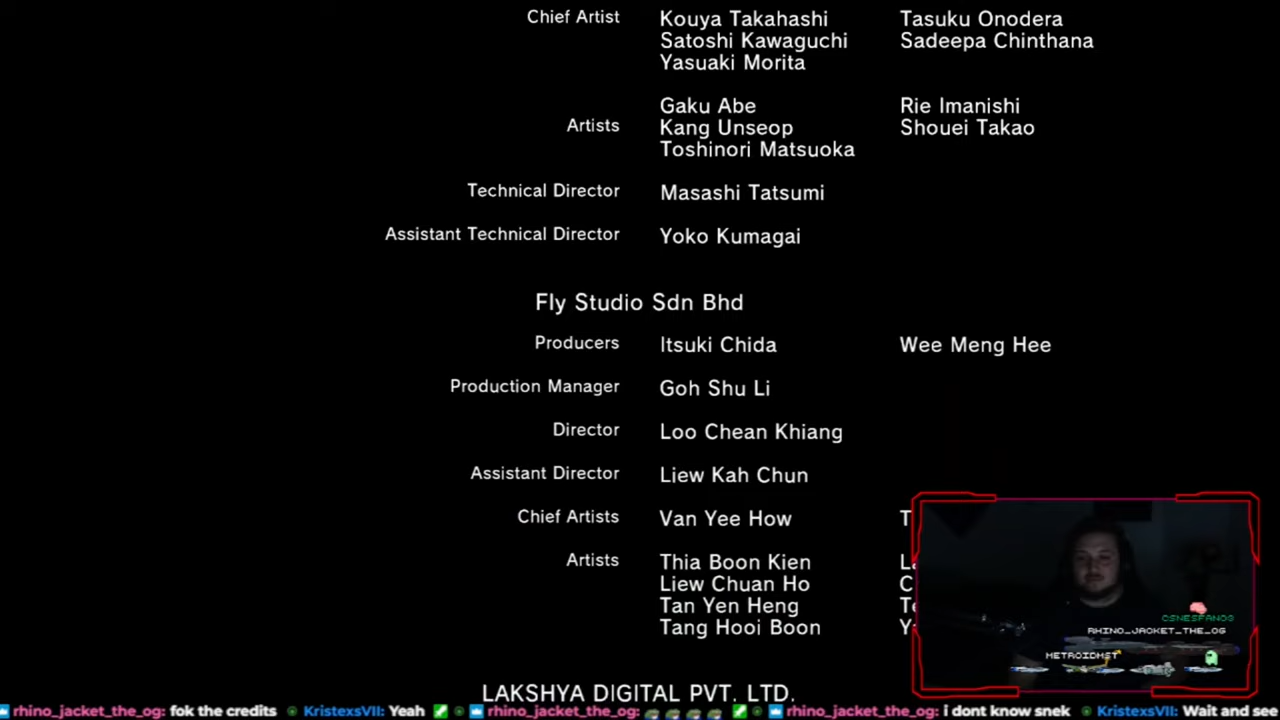 Chief Artist Kouya Takahashi Tasuku Onodera
Satoshi Kawaguchi Sadeepa Chinthana
Yasuaki Morita
Gaku Abe Rie Imanishi
Artists Kang Unseop Shouei Takao
Toshinori Matsuoka
Technical Director Masashi Tatsumi
Assistant Technical Director Yoko Kumagai
Fly Studio Sdn Bhd
Producers Itsuki Chida Wee Meng Hee
Production Manager Goh Shu Li
Director Loo Chean Khiang
Assistant Director Liew Kah Chun
Chief Artists Van Yee How
Artists Thia Boon Kien
Liew Chuan Ho
Tan Yen Heng
Tang Hooi Boon
CSNESPANOG
RHINO_JACKET_THE_OG
METROIDMST
LAKSHYA DIGITAL PVT. LTD.
rhino_jacket_the_og: fok the credits KristexsVII: Yeah rhino_jacket_the_og: rhino_jacket_the_og: i dont know snek KristexsVII: Wait and see